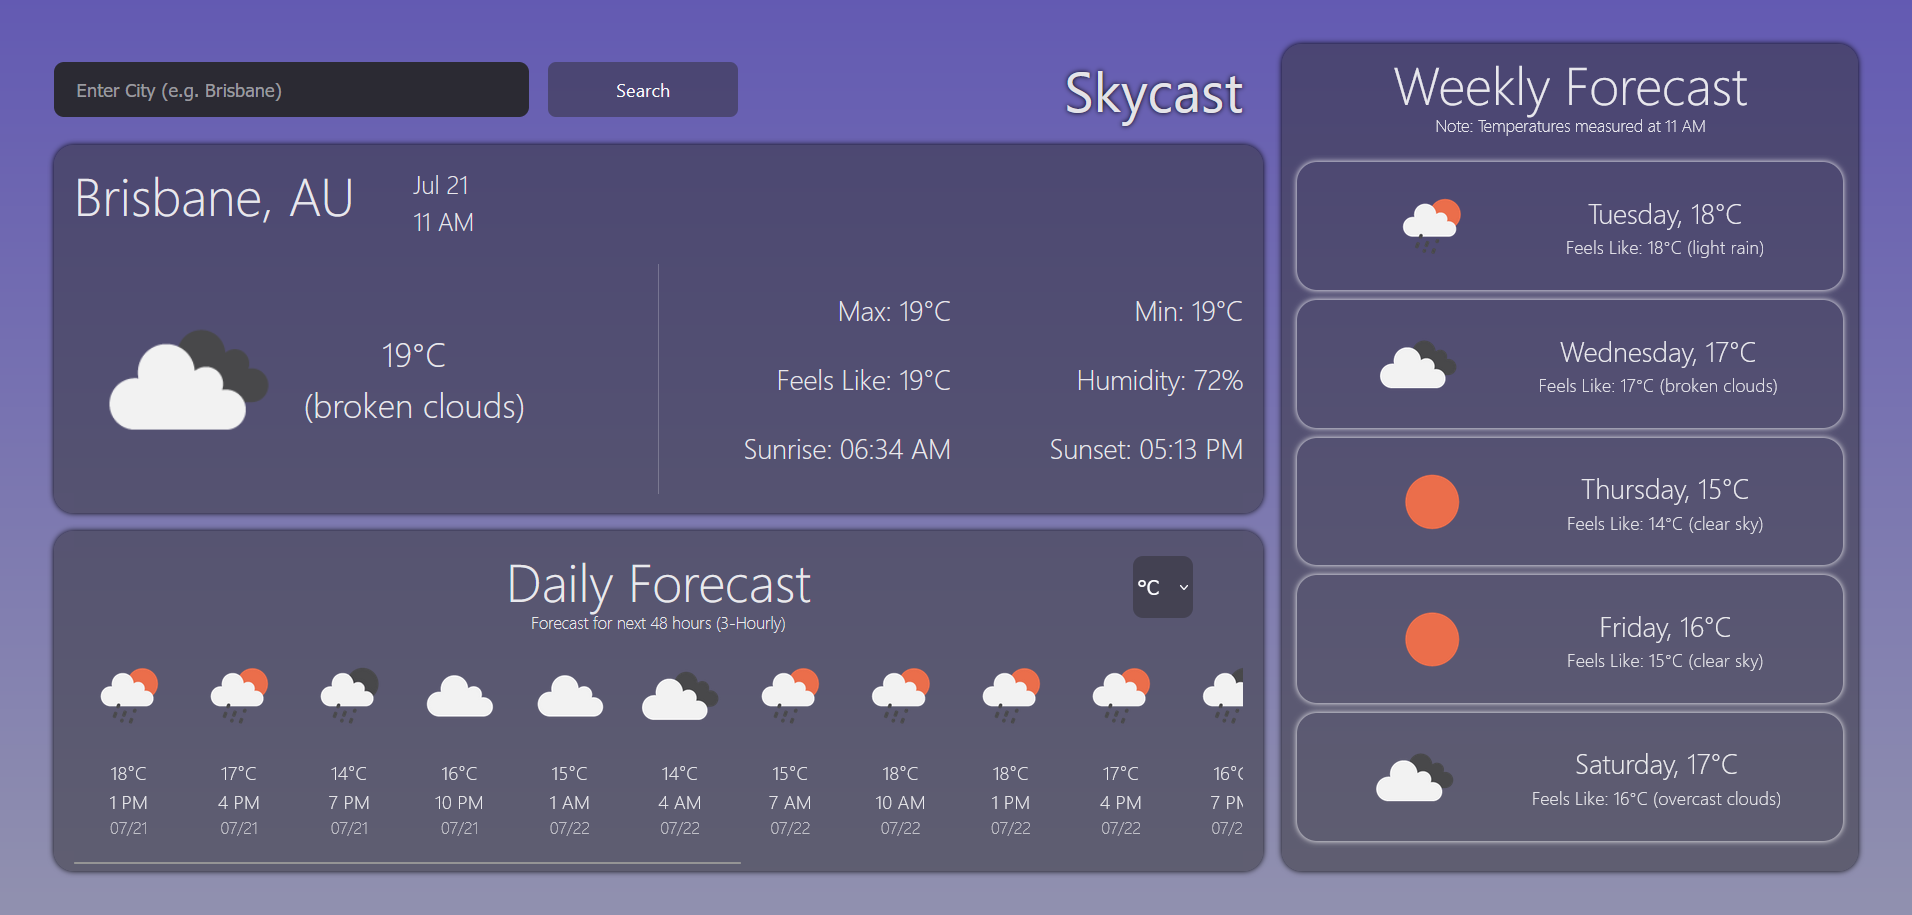 Enter City (e.g. Brisbane)
Search
Skycast
Brisbane, AU
Jul 21
11 AM
19°C
(broken clouds)
Max: 19°C
Min: 19°C
Feels Like: 19°C
Humidity: 72%
Sunrise: 06:34 AM
Sunset: 05:13 PM
Daily Forecast
Forecast for next 48 hours (3-Hourly)
°C
18°C 17°C 14°C 16°C 15°C 14°C 15°C 18°C 18°C 17°C 16°C
1 PM 4 PM 7 PM 10 PM 1 AM 4 AM 7 AM 10 AM 1 PM 4 PM 7 PM
07/21 07/21 07/21 07/21 07/22 07/22 07/22 07/22 07/22 07/22 07/2
Weekly Forecast
Note: Temperatures measured at 11 AM
Tuesday, 18°C
Feels Like: 18°C (light rain)
Wednesday, 17°C
Feels Like: 17°C (broken clouds)
Thursday, 15°C
Feels Like: 14°C (clear sky)
Friday, 16°C
Feels Like: 15°C (clear sky)
Saturday, 17°C
Feels Like: 16°C (overcast clouds)